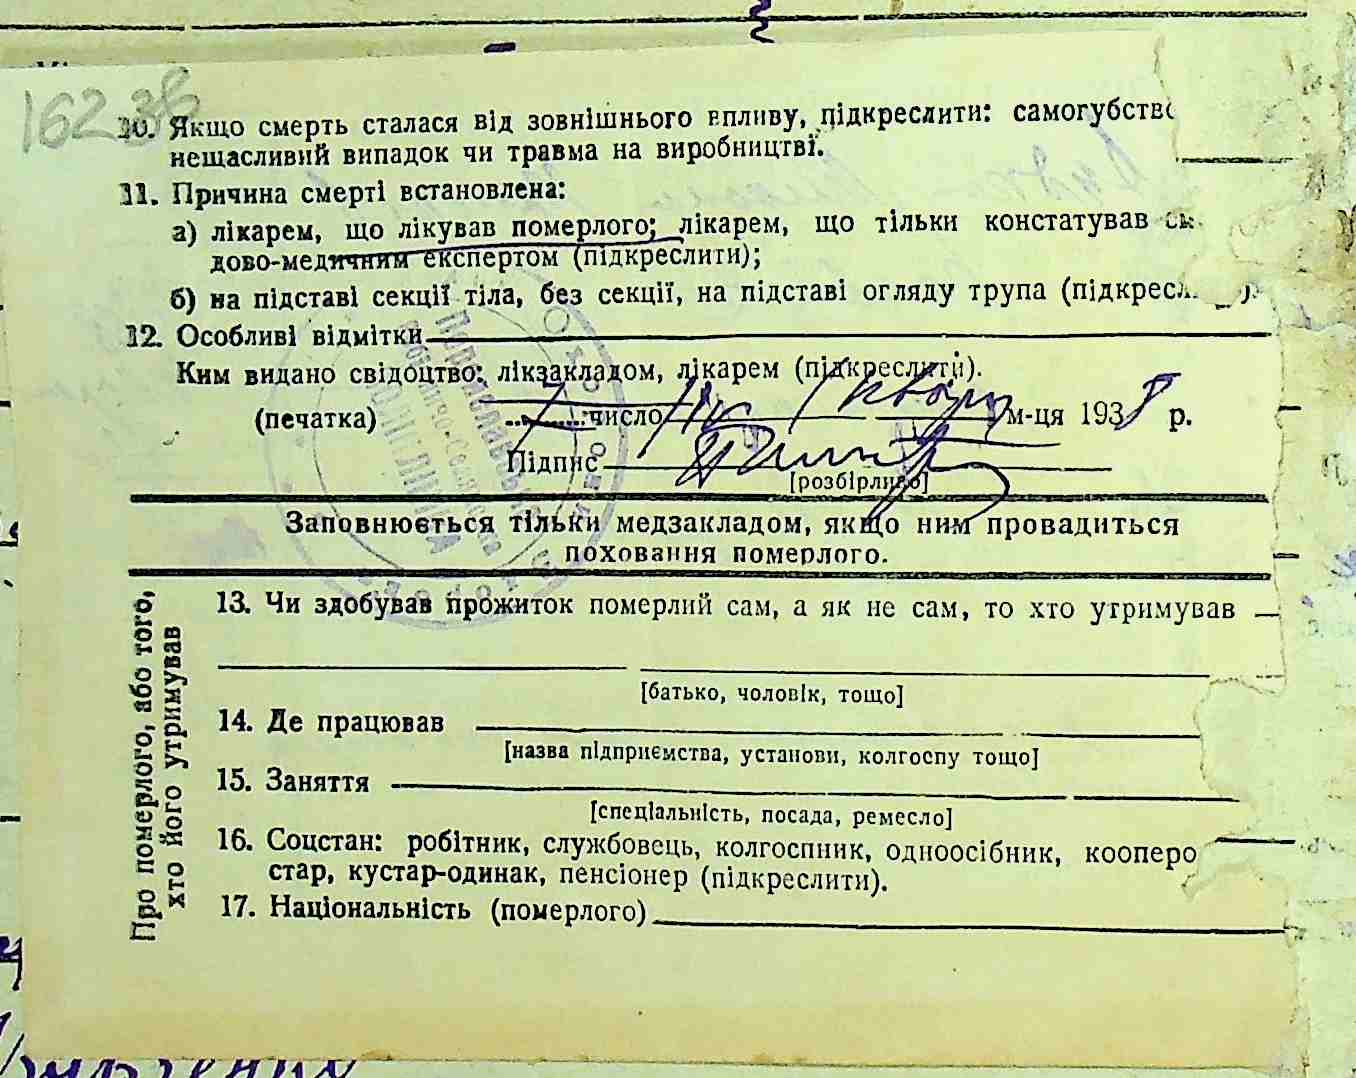 162 зв
10. Якщо смерть сталася від зовнішнього впливу, підкреслити: самогубство
нещасливий випадок чи травма на виробництві.
11. Причина смерті встановлена:
а) лікарем, що лікував померлого; лікарем, що тільки констатував см
дово-медичним експертом (підкреслити);
б) на підставі секції тіла, без секції, на підставі огляду трупа (підкресл
12. Особливі відмітки
Ким видано свідоцтво: лікзакладом, лікарем (підкреслити).
(печатка) 7 число м-ця 1938 р.
Підпис
[розбірливо]
Заповнюється тільки медзакладом, якщо ним провадиться
поховання померлого.
Про померлого, або того,
хто його утримував
13. Чи здобував прожиток померлий сам, а як не сам, то хто утримував
[батько, чоловік, тощо]
14. Де працював
[назва підприємства, установи, колгоспу тощо]
15. Заняття
[спеціальність, посада, ремесло]
16. Соцстан: робітник, службовець, колгоспник, одноосібник, кооперо
стар, кустар-одинак, пенсіонер (підкреслити).
17. Національність (померлого)